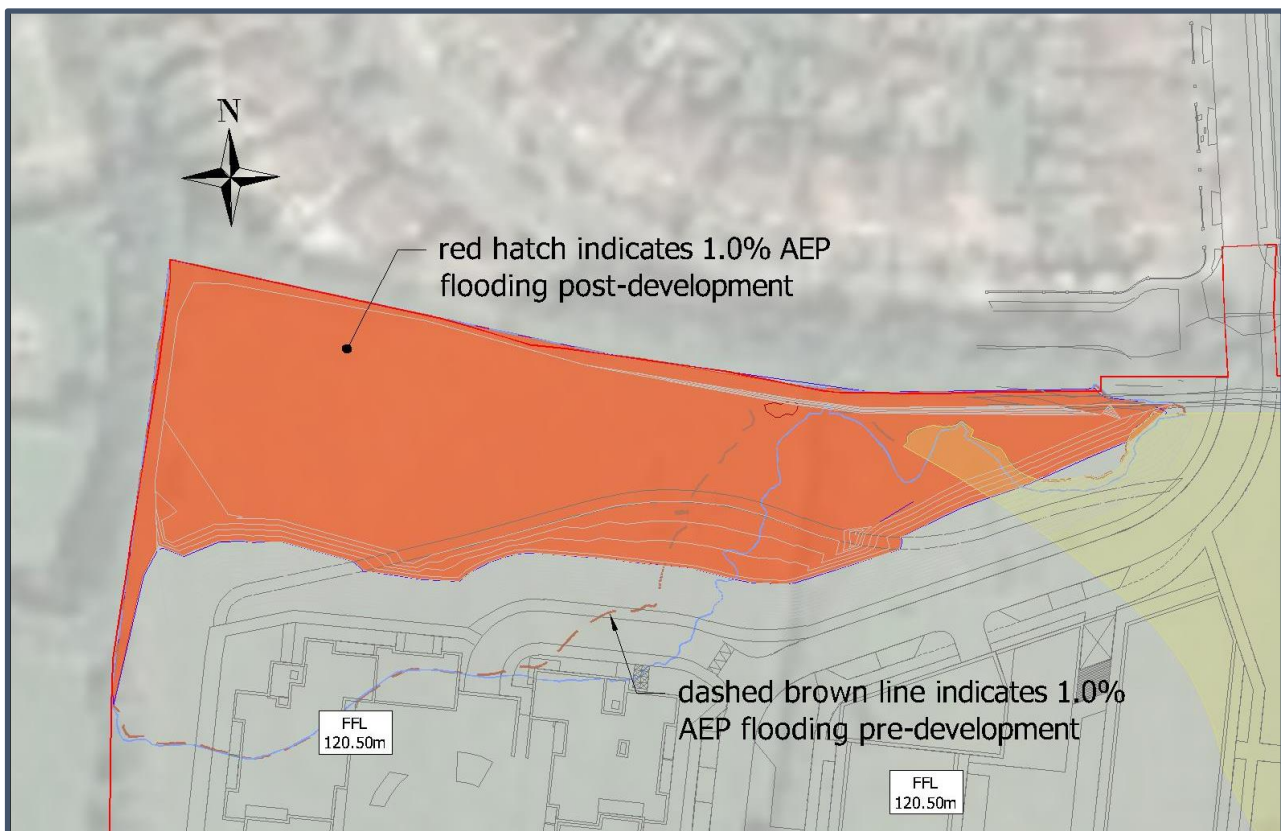 N
red hatch indicates 1.0% AEP
flooding post-development
dashed brown line indicates 1.0%
AEP flooding pre-development
FFL
120.50m
FFL
120.50m